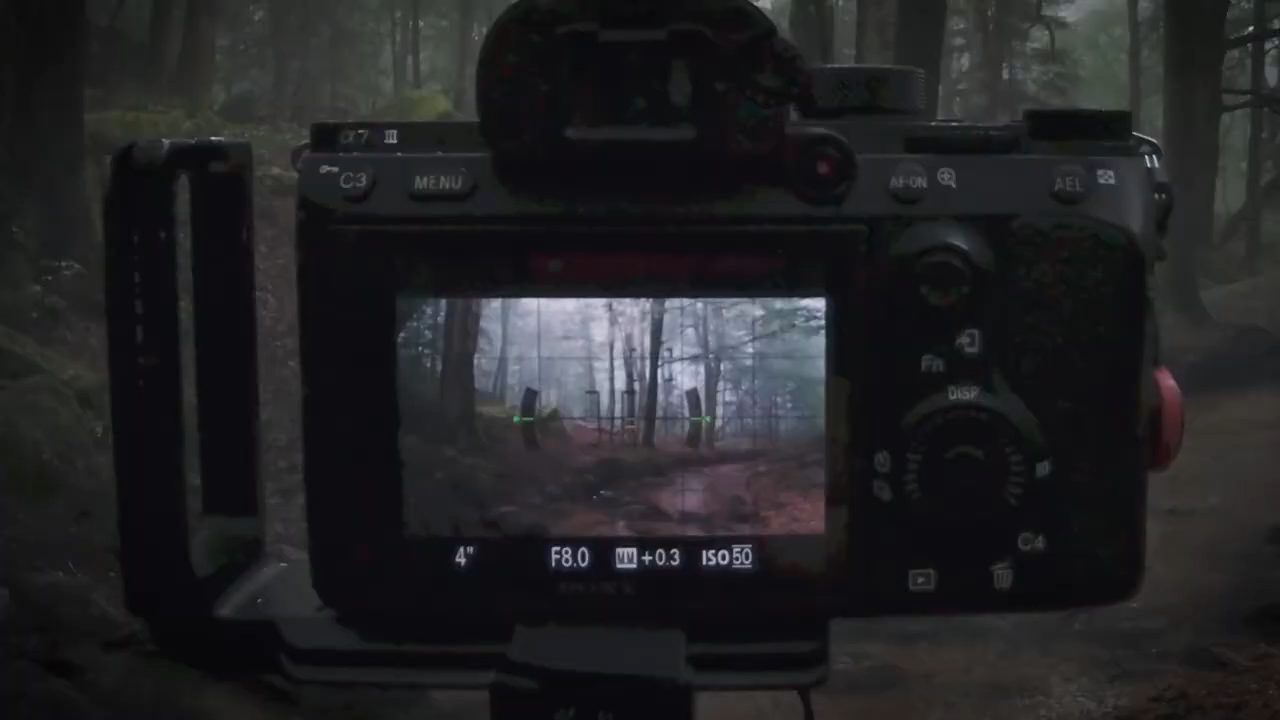 α7 III
C3 MENU AF-ON AEL
Fn
DISP
4" F8.0 +0.3 ISO 50
C4